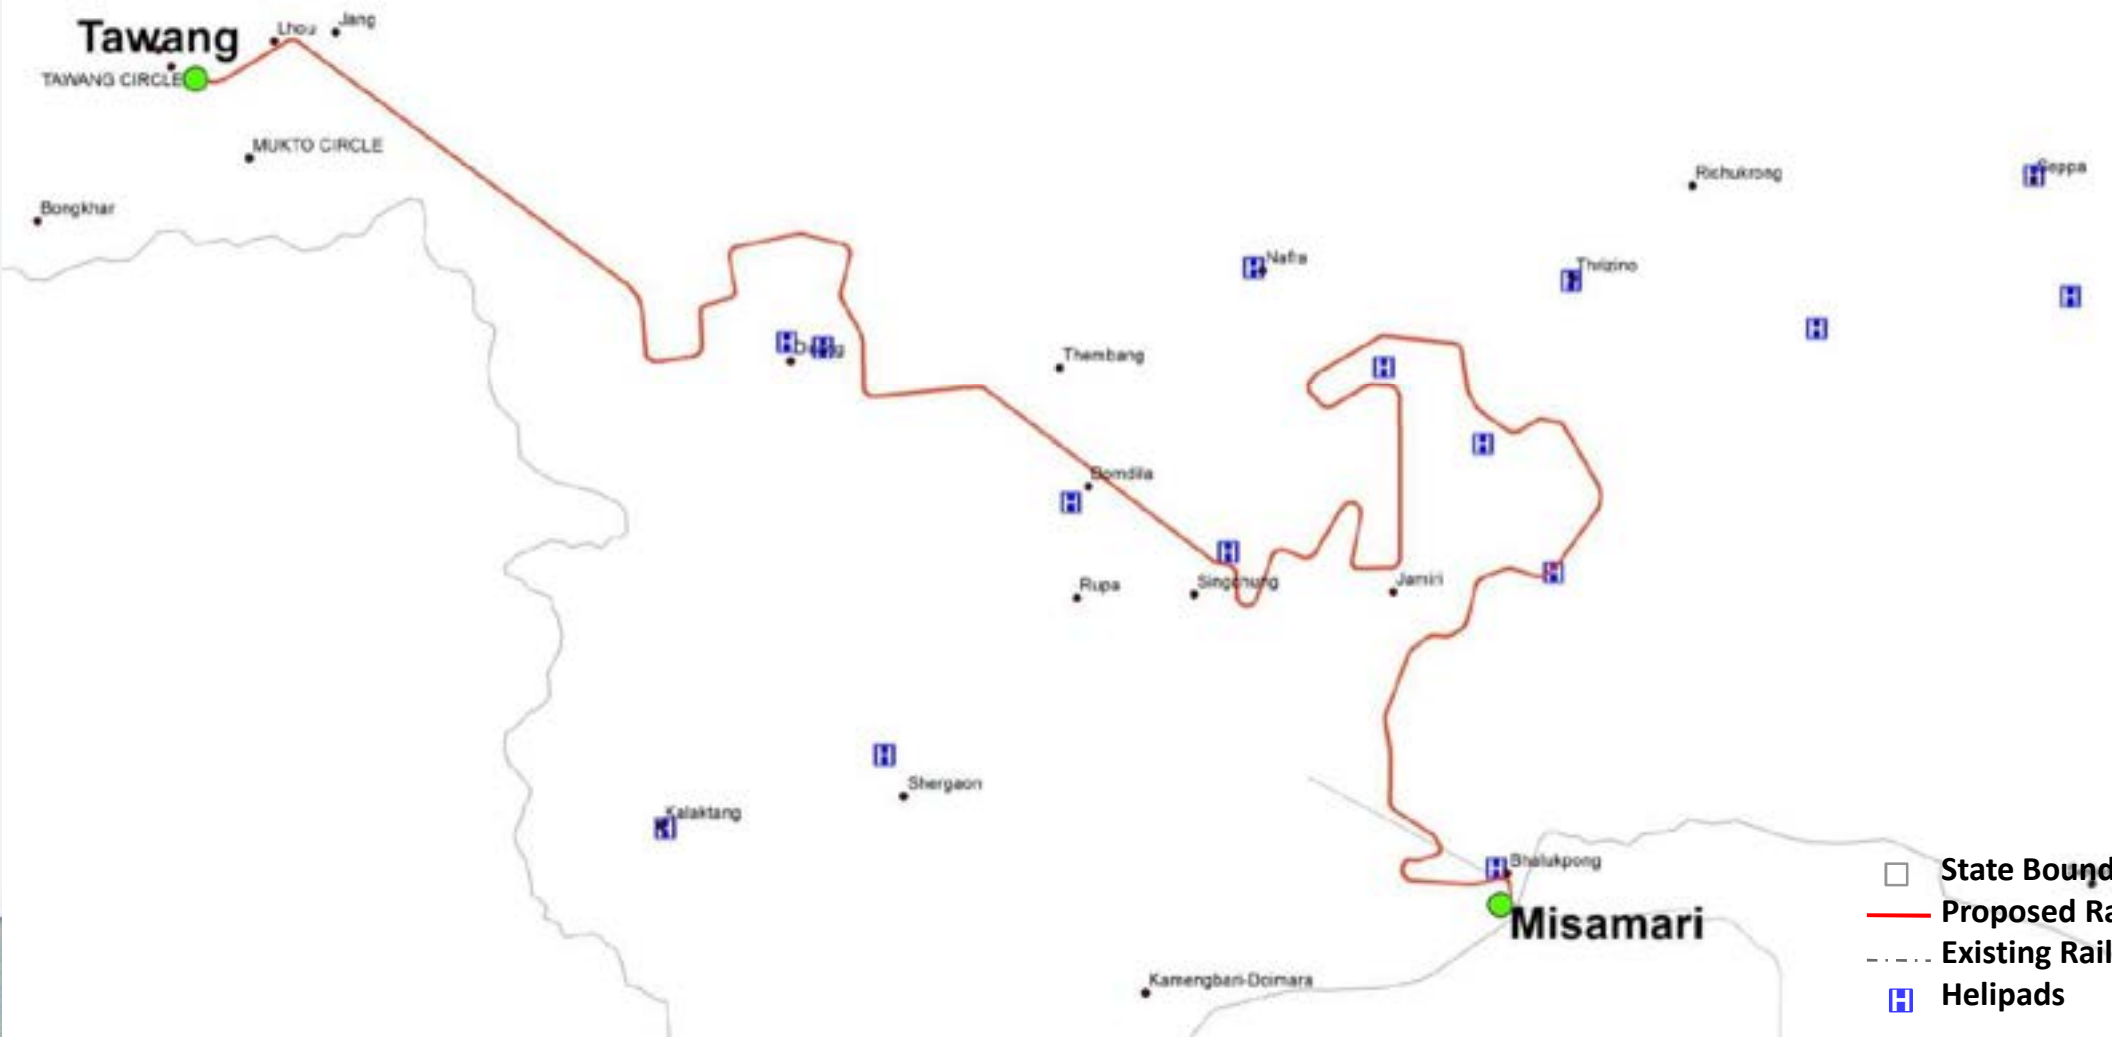 Tawang
Lhou
Jang
TAWANG CIRCLE
MUKTO CIRCLE
Bongkhar
Richukrong
Seppa
Nafra
Thrizino
Thembang
Bomdila
Rupa
Singchung
Jamiri
Shergaon
Kalaktang
Bhalukpong
Misamari
Kamengbari-Doimara
State Bound
Proposed Ra
Existing Rail
H Helipads